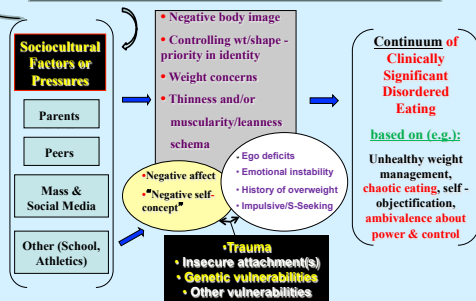 Sociocultural
Factors or
Pressures
Parents
Peers
Mass &
Social Media
Other (School,
Athletics)
• Negative body image
• Controlling wt/shape -
priority in identity
• Weight concerns
• Thinness and/or
muscularity/leanness
schema
•Negative affect
•"Negative self-
concept"
• Ego deficits
• Emotional instability
• History of overweight
• Impulsive/S-Seeking
•Trauma
• Insecure attachment(s)
• Genetic vulnerabilities
• Other vulnerabilities
Continuum of
Clinically
Significant
Disordered
Eating
based on (e.g.):
Unhealthy weight
management,
chaotic eating, self -
objectification,
ambivalence about
power & control